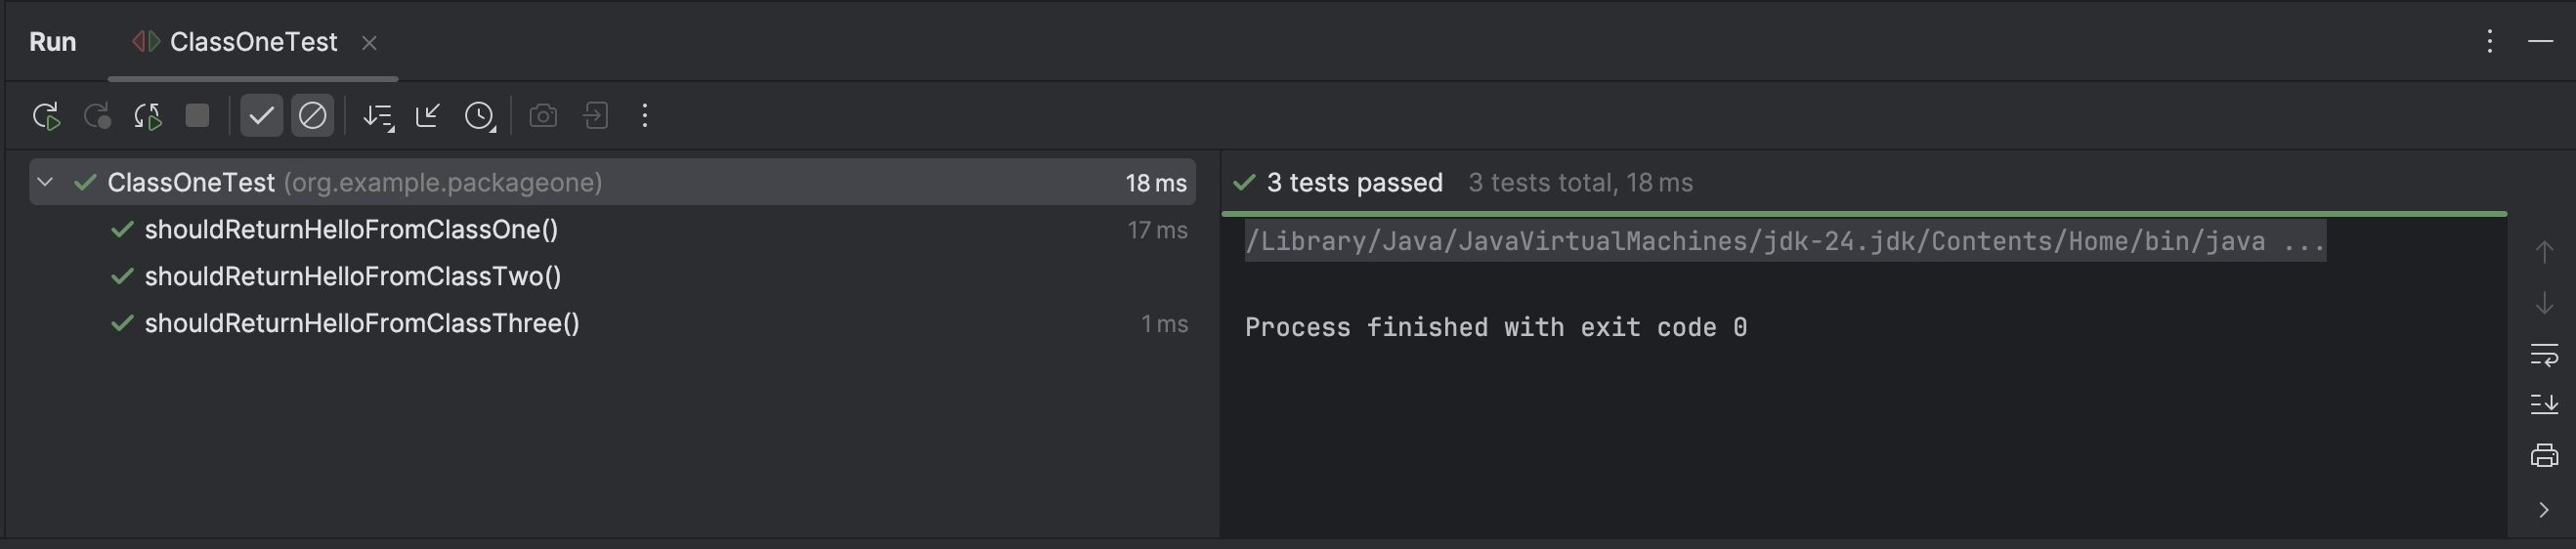 Run ClassOneTest
ClassOneTest (org.example.packageone) 18 ms
shouldReturnHelloFromClassOne() 17 ms
shouldReturnHelloFromClassTwo()
shouldReturnHelloFromClassThree() 1 ms
3 tests passed 3 tests total, 18 ms
/Library/Java/JavaVirtualMachines/jdk-24.jdk/Contents/Home/bin/java ...
Process finished with exit code 0